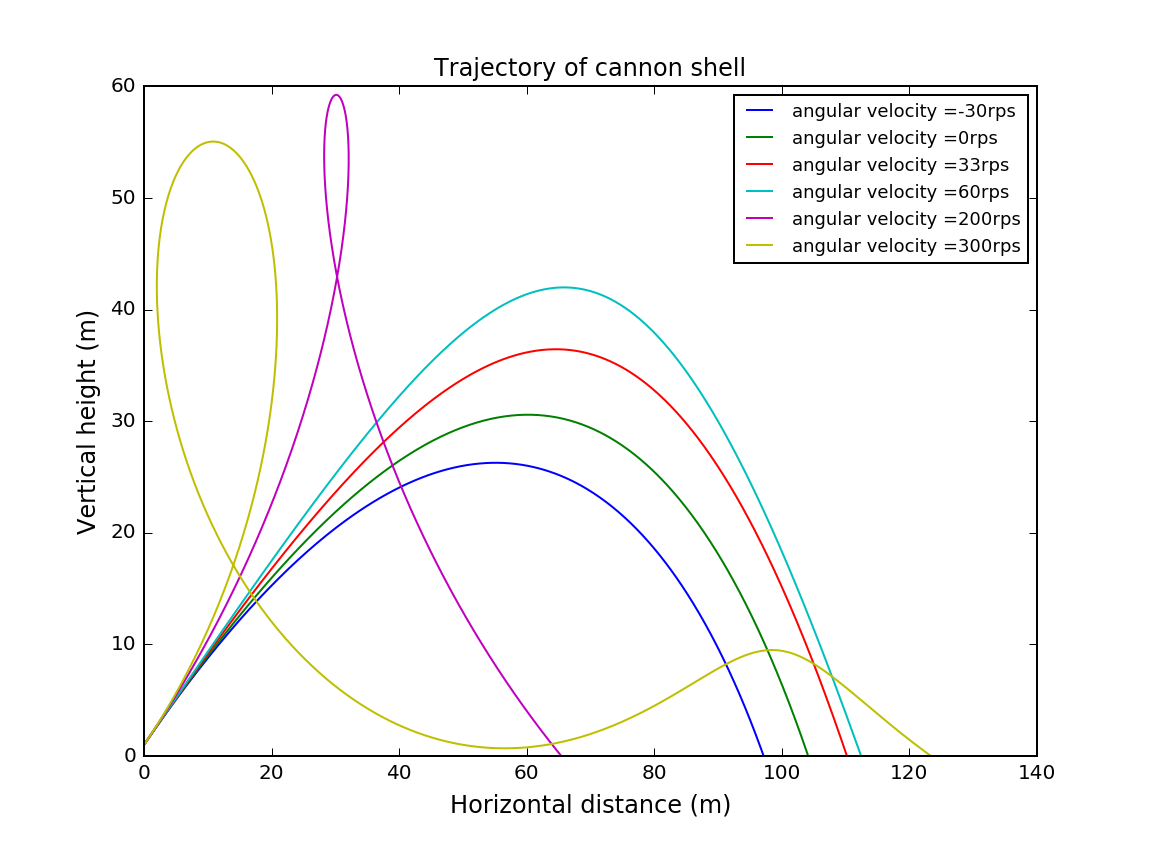 Trajectory of cannon shell
angular velocity =-30rps
angular velocity =0rps
angular velocity =33rps
angular velocity =60rps
angular velocity =200rps
angular velocity =300rps
Vertical height (m)
60
50
40
30
20
10
0
0 20 40 60 80 100 120 140
Horizontal distance (m)